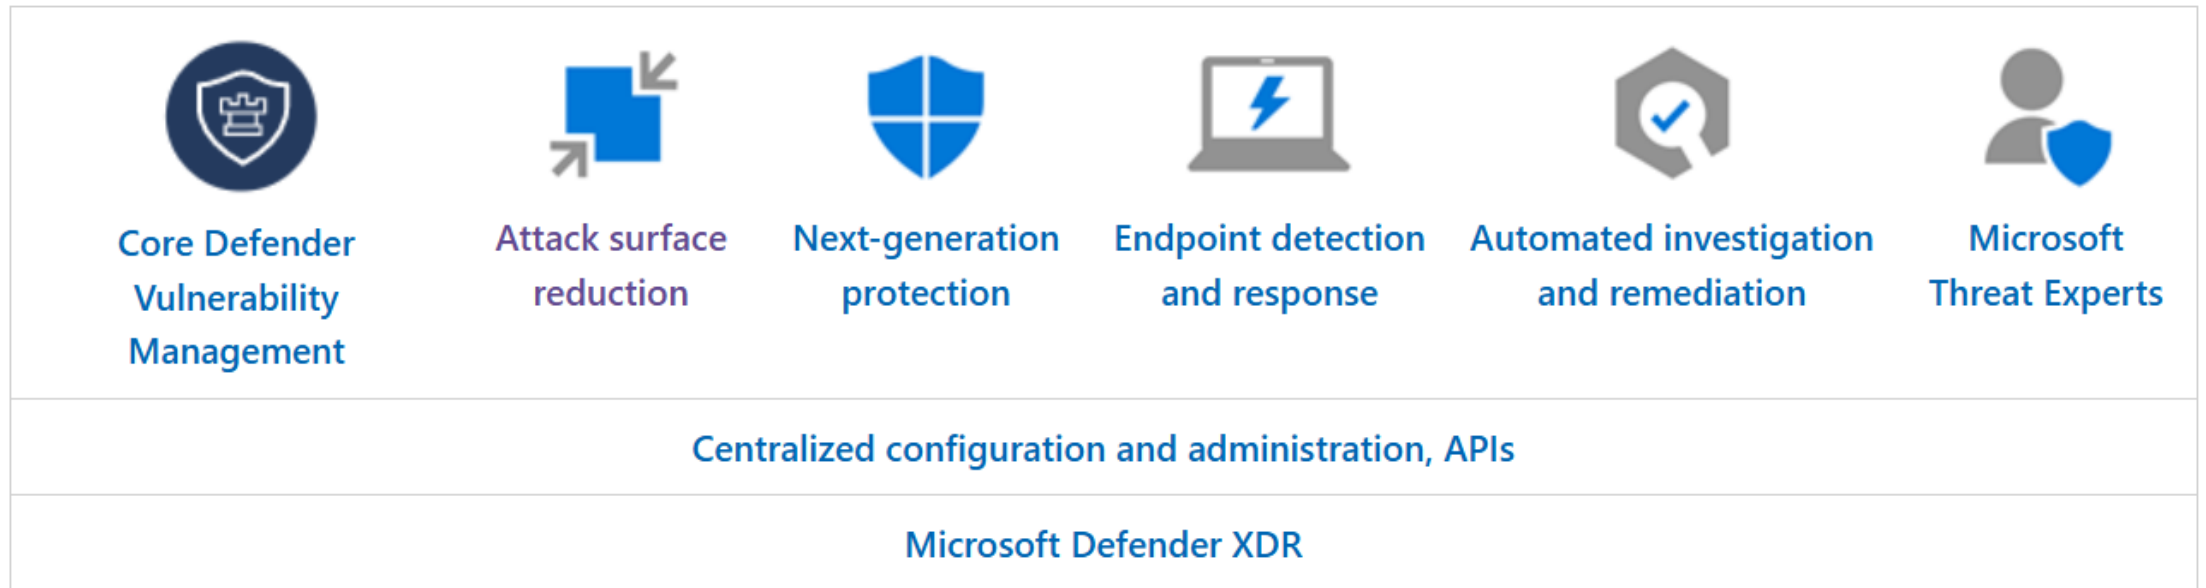 Core Defender
Vulnerability
Management
Attack surface
reduction
Next-generation
protection
Endpoint detection
and response
Automated investigation
and remediation
Microsoft
Threat Experts
Centralized configuration and administration, APIs
Microsoft Defender XDR